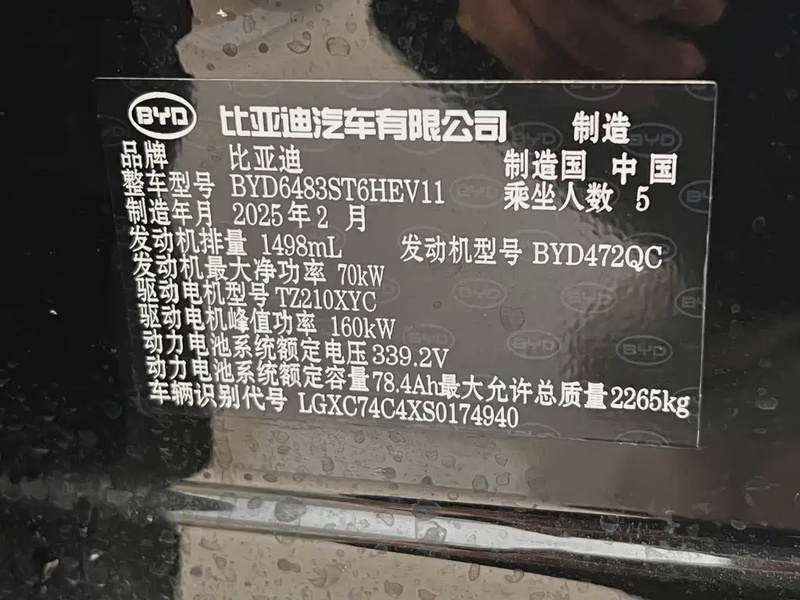 BYD 比亚迪汽车有限公司 制造
品牌 比亚迪 制造国 中国
整车型号 BYD6483ST6HEV11 乘坐人数 5
制造年月 2025年2月
发动机排量 1498mL 发动机型号 BYD472QC
发动机最大净功率 70kW
驱动电机型号 TZ210XYC
驱动电机峰值功率 160kW
动力电池系统额定电压 339.2V
动力电池系统额定容量 78.4Ah 最大允许总质量 2265kg
车辆识别代号 LGXC74C4XS0174940